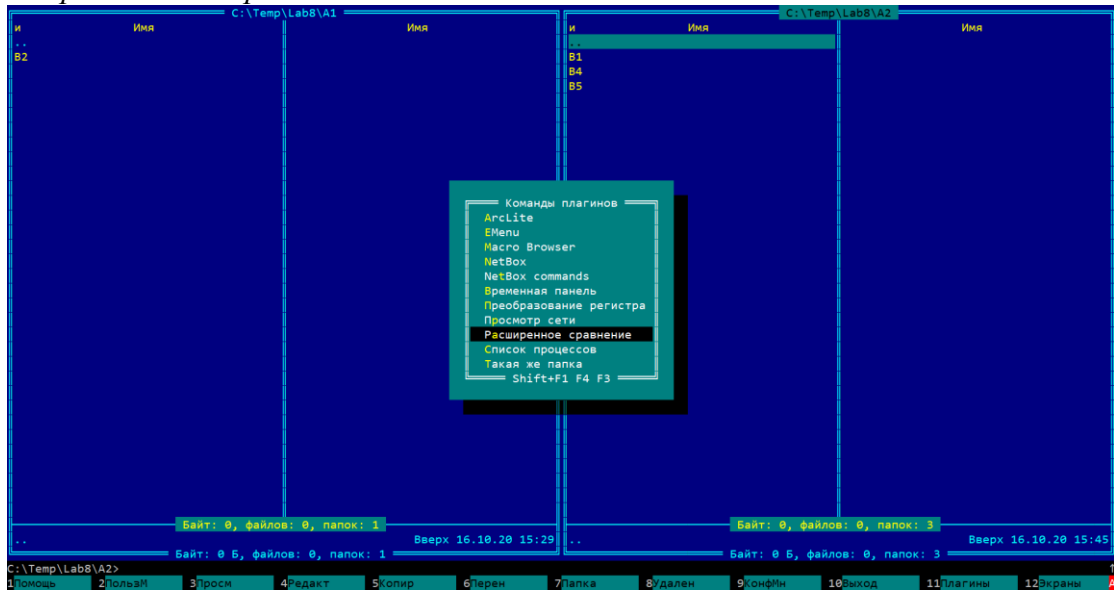 C:\Temp\Lab8\A1
C:\Temp\Lab8\A2
и Имя Имя
и Имя Имя
..
..
B2
B1
B4
B5
Команды плагинов
ArcLite
EMenu
Macro Browser
NetBox
NetBox commands
Временная панель
Преобразование регистра
Просмотр сети
Расширенное сравнение
Список процессов
Такая же папка
Shift+F1 F4 F3
Байт: 0, файлов: 0, папок: 1
Байт: 0, файлов: 0, папок: 3
.. Вверх 16.10.20 15:29
.. Вверх 16.10.20 15:45
Байт: 0 Б, файлов: 0, папок: 1
Байт: 0 Б, файлов: 0, папок: 3
C:\Temp\Lab8\A2>
1Помощь 2ПользМ 3Просм 4Редакт 5Копир 6Перен 7Папка 8Удален 9КонфМн 10Выход 11Плагины 12Экраны